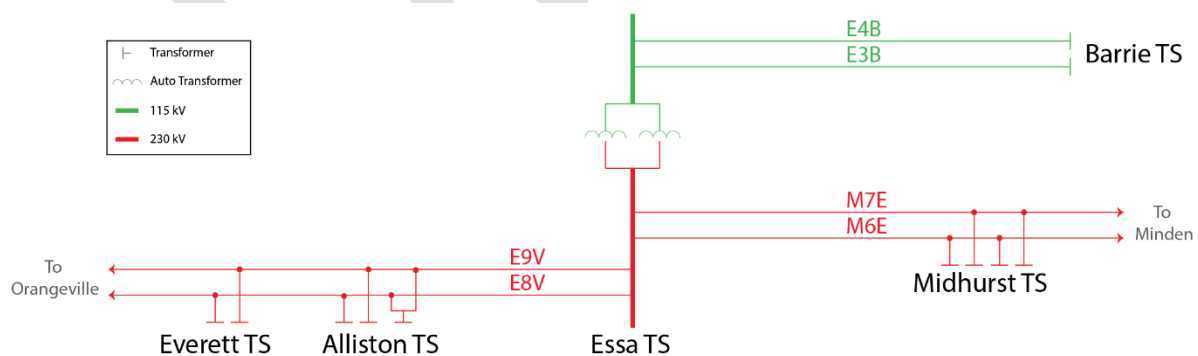 Transformer
Auto Transformer
115 kV
230 kV
E4B
E3B
Barrie TS
M7E
M6E
To
Minden
Midhurst TS
E9V
E8V
To
Orangeville
Everett TS
Alliston TS
Essa TS